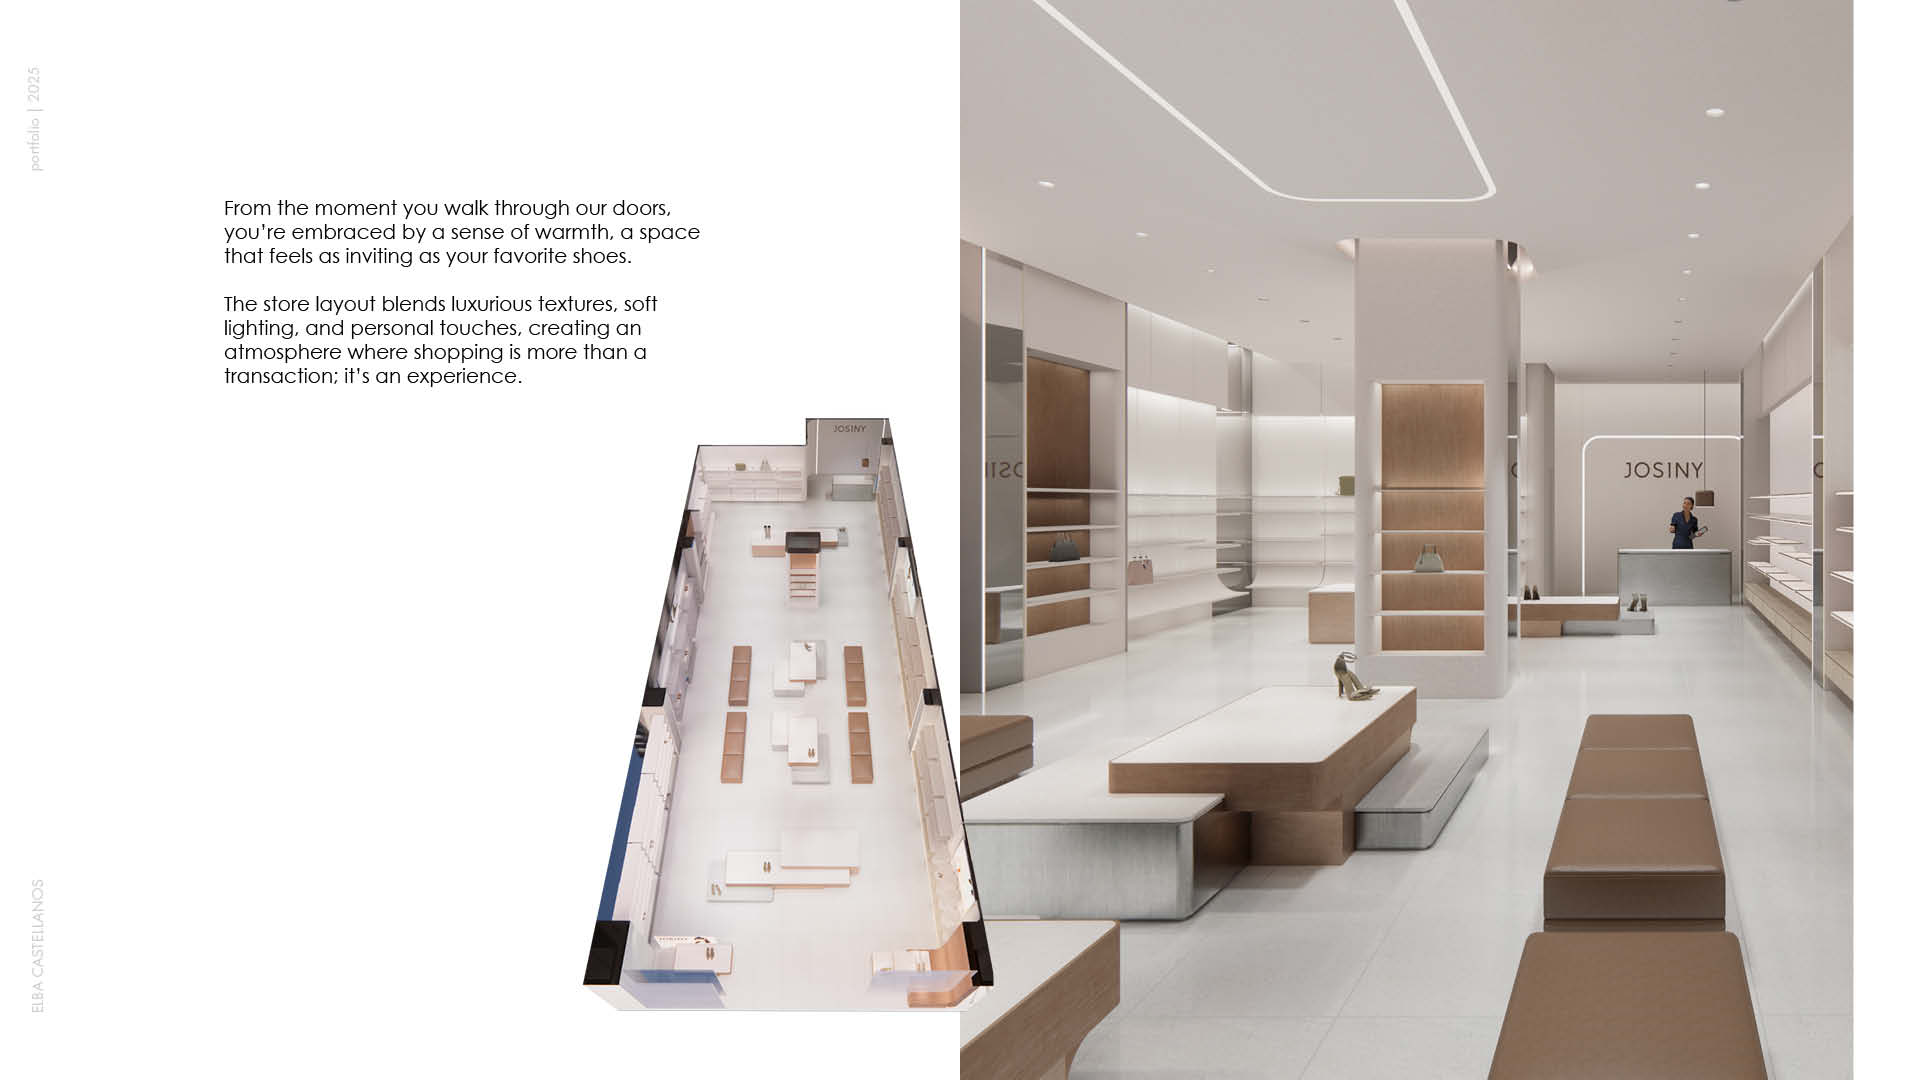 portfolio | 2025
From the moment you walk through our doors,
you’re embraced by a sense of warmth, a space
that feels as inviting as your favorite shoes.
The store layout blends luxurious textures, soft
lighting, and personal touches, creating an
atmosphere where shopping is more than a
transaction; it’s an experience.
JOSINY
JOSINY
ELBA CASTELLANOS